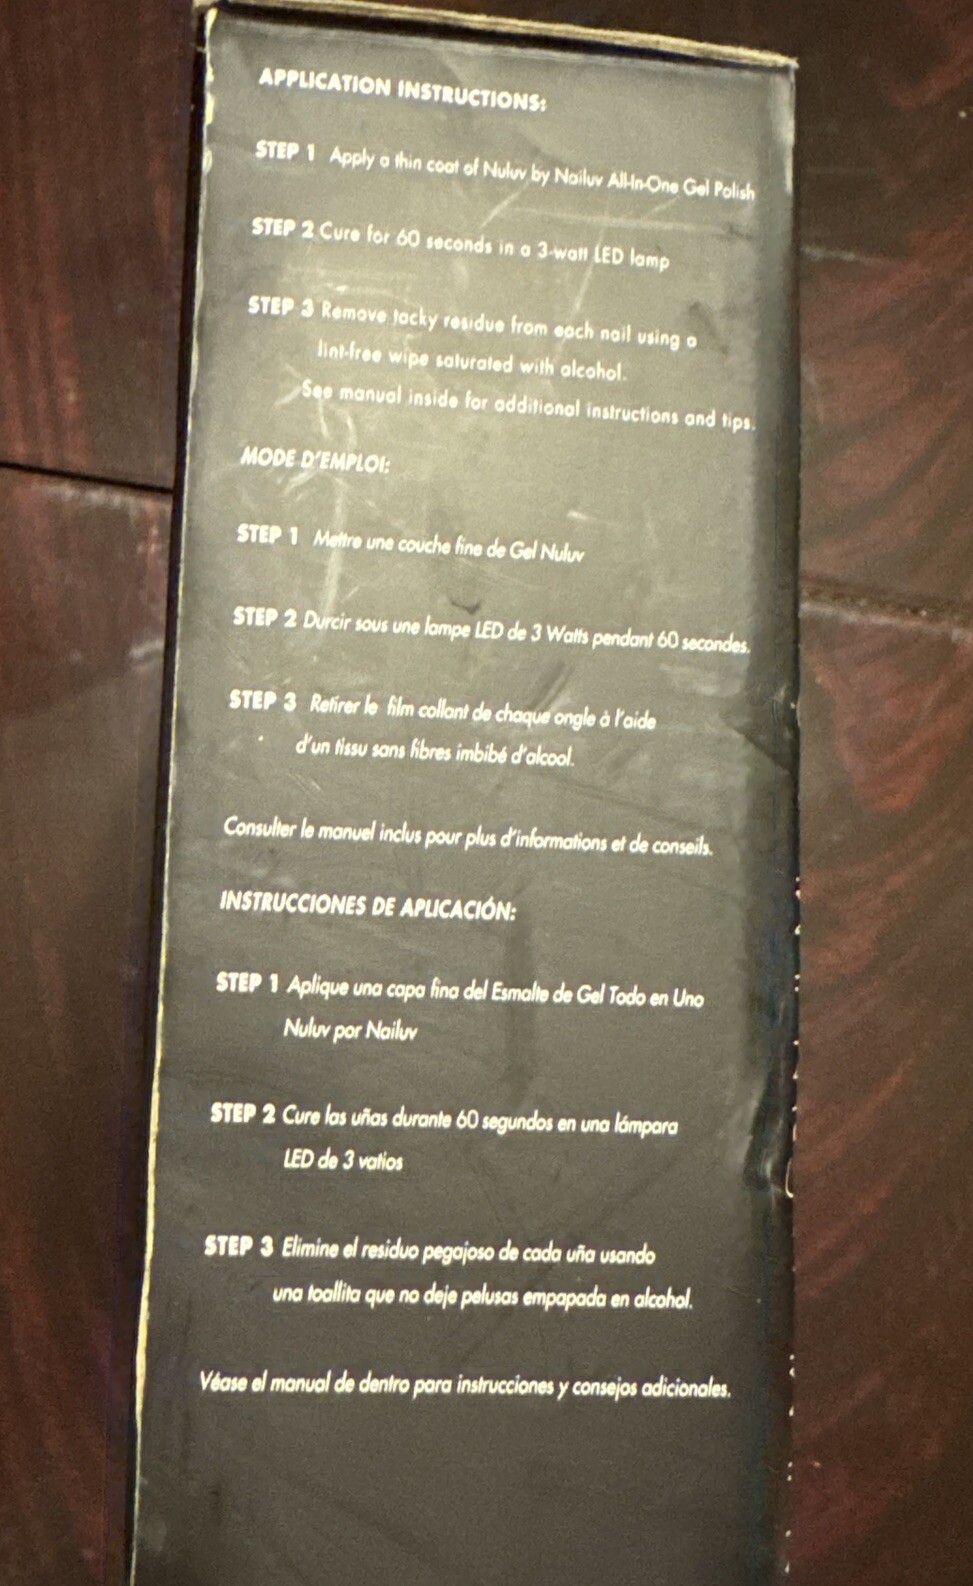 APPLICATION INSTRUCTIONS:
STEP 1 Apply a thin coat of Nuluv by Nailuv All-In-One Gel Polish
STEP 2 Cure for 60 seconds in a 3-watt LED lamp
STEP 3 Remove tacky residue from each nail using a
lint-free wipe saturated with alcohol.
See manual inside for additional instructions and tips.
MODE D'EMPLOI:
STEP 1 Mettre une couche fine de Gel Nuluv
STEP 2 Durcir sous une lampe LED de 3 Watts pendant 60 secondes.
STEP 3 Retirer le film collant de chaque ongle à l'aide
d'un tissu sans fibres imbibé d'alcool.
Consulter le manuel inclus pour plus d'informations et de conseils.
INSTRUCCIONES DE APLICACIÓN:
STEP 1 Aplique una capa fina del Esmalte de Gel Todo en Uno
Nuluv por Nailuv
STEP 2 Cure las uñas durante 60 segundos en una lámpara
LED de 3 vatios
STEP 3 Elimine el residuo pegajoso de cada uña usando
una toallita que no deje pelusas empapada en alcohol.
Véase el manual de dentro para instrucciones y consejos adicionales.